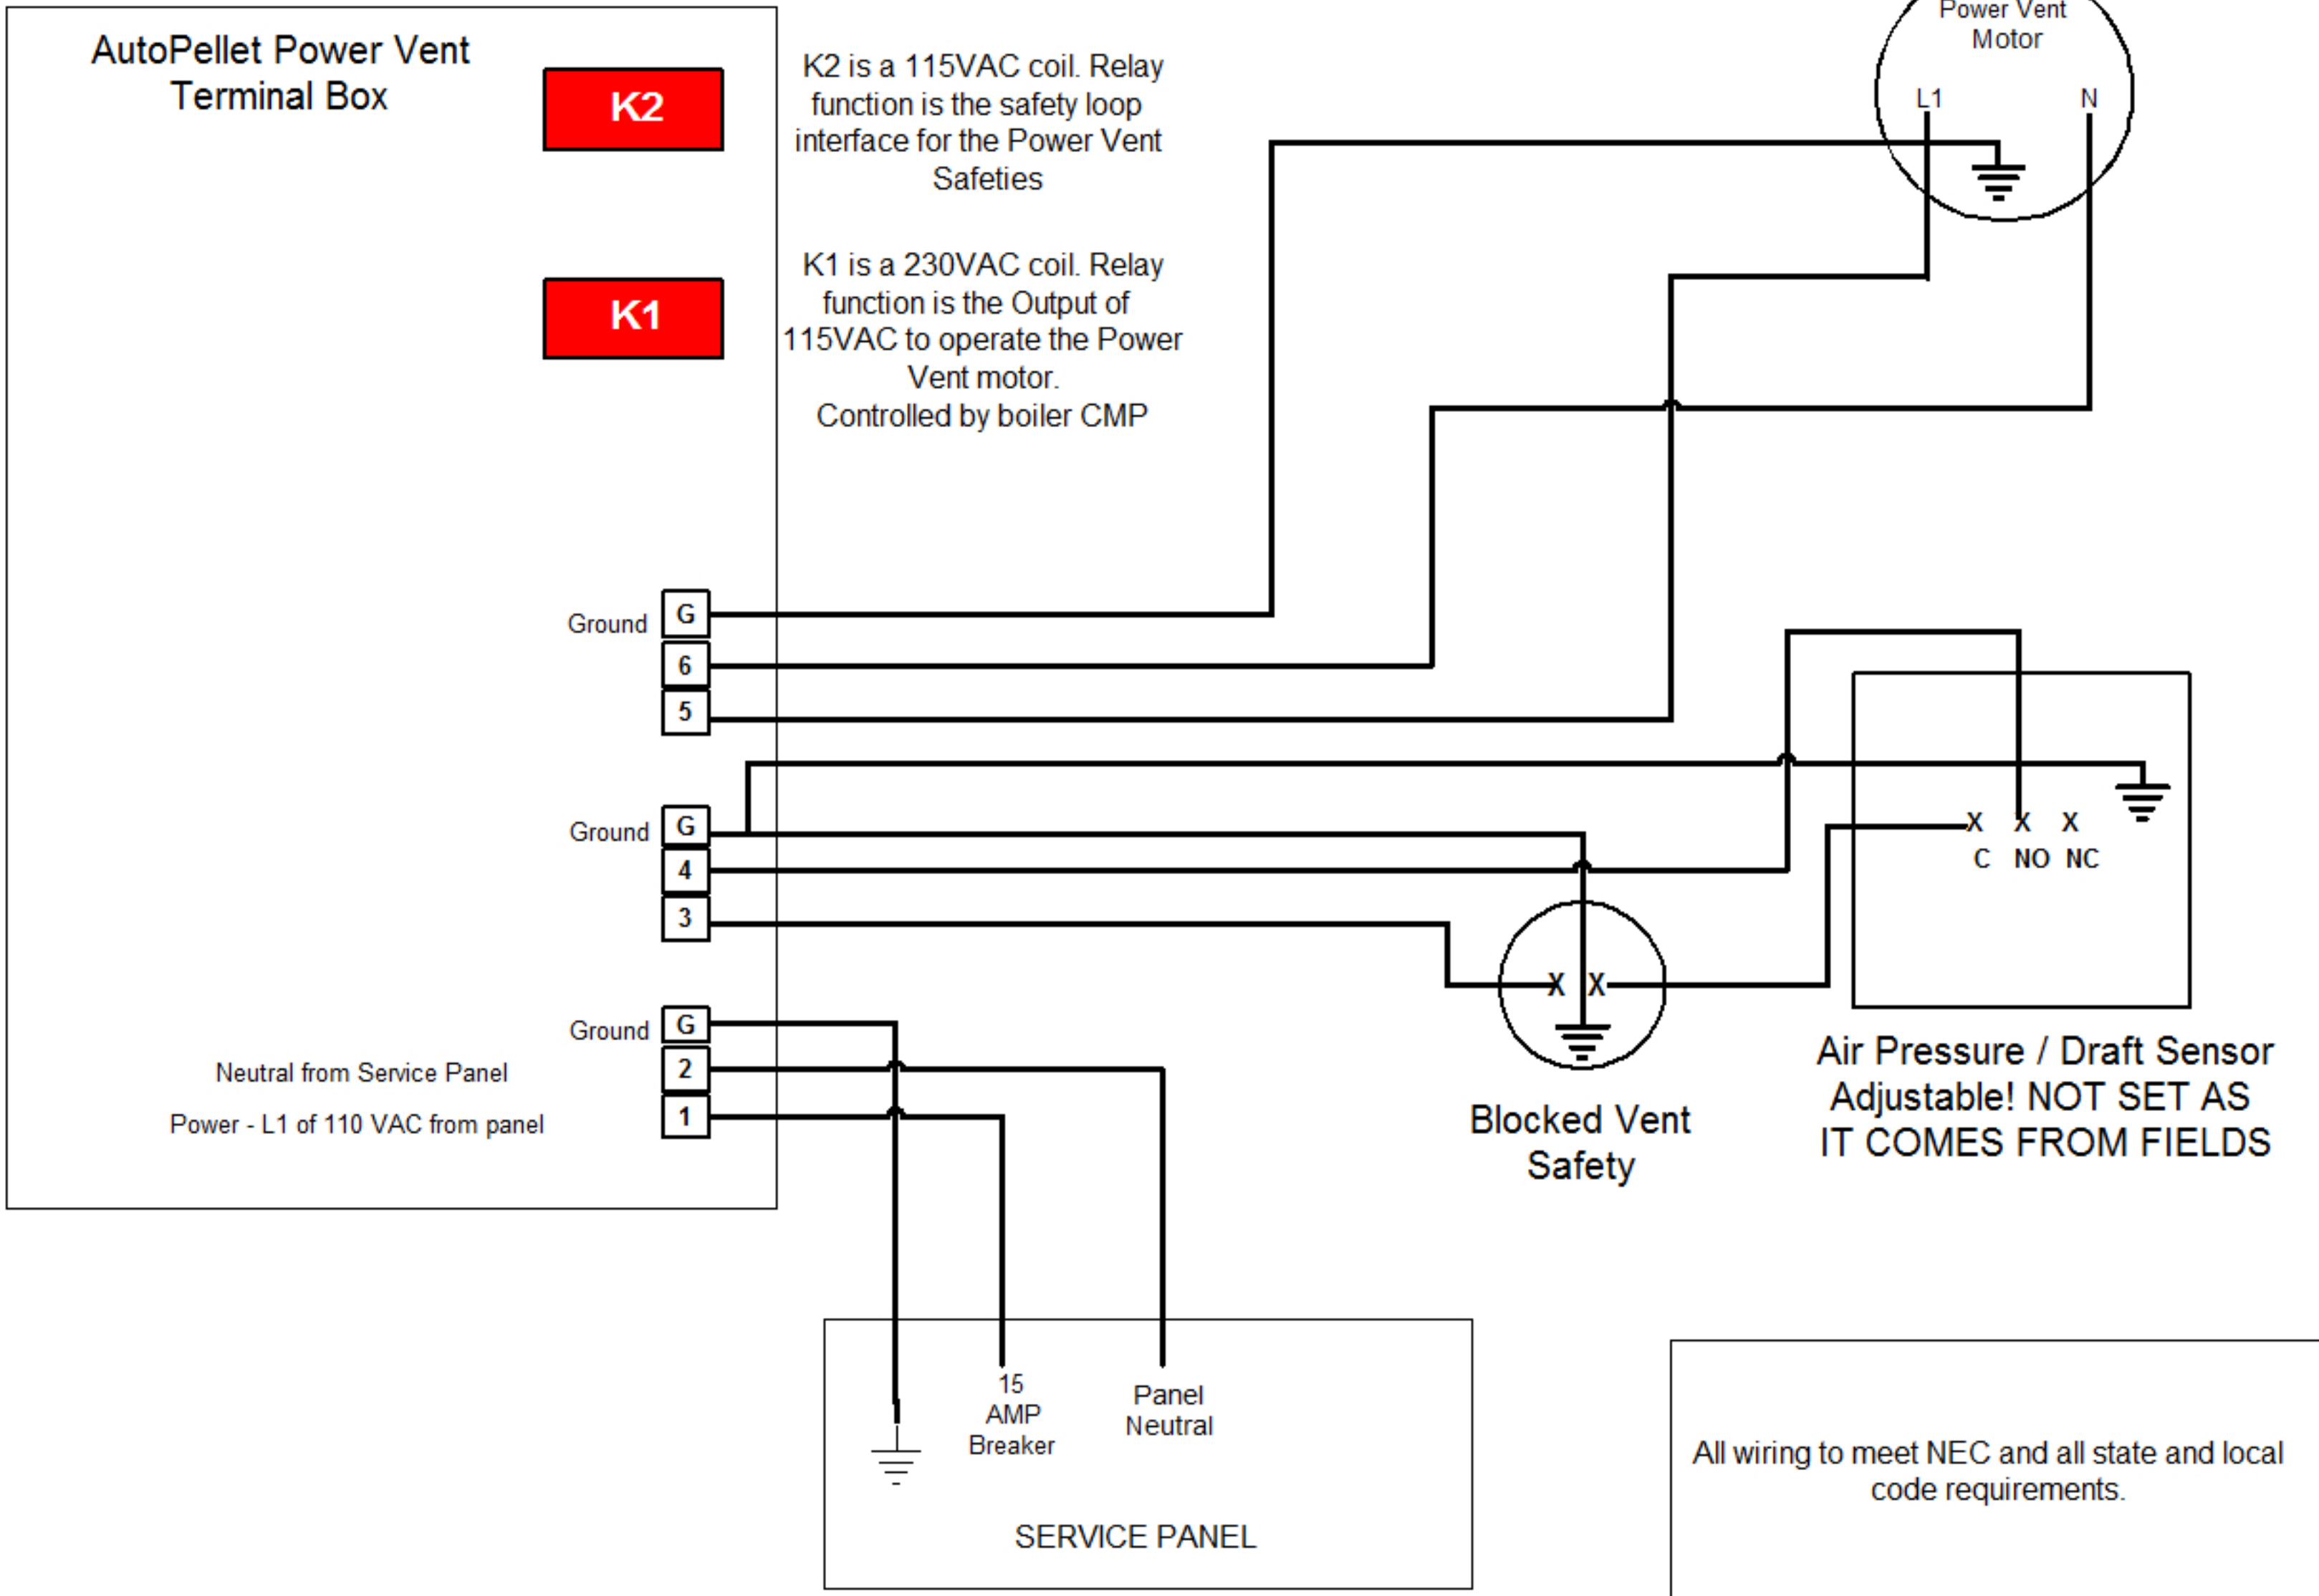 AutoPellet Power Vent
Terminal Box
K2
K2 is a 115VAC coil. Relay
function is the safety loop
interface for the Power Vent
Safeties
K1
K1 is a 230VAC coil. Relay
function is the Output of
115VAC to operate the Power
Vent motor.
Controlled by boiler CMP
Power Vent
Motor
L1
N
Ground
G
6
5
Ground
G
4
3
Ground
G
Neutral from Service Panel
2
Power - L1 of 110 VAC from panel
1
X X
Blocked Vent
Safety
X X X
C NO NC
Air Pressure / Draft Sensor
Adjustable! NOT SET AS
IT COMES FROM FIELDS
15
AMP
Breaker
Panel
Neutral
SERVICE PANEL
All wiring to meet NEC and all state and local
code requirements.